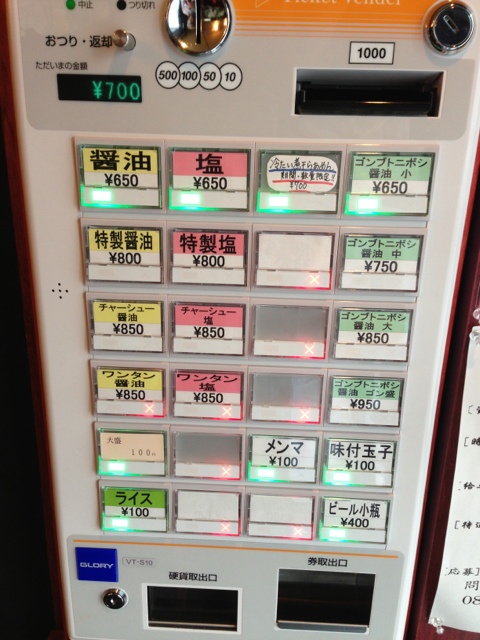 Ticket Vender
中止
つり切れ
おつり・返却
ただいまの金額
¥700
500 100 50 10
1000
醤油
¥650
塩
¥650
冷たい煮干らぁめん
期間・数量限定!!
¥700
ゴンブトニボシ
醤油 小
¥650
特製醤油
¥800
特製塩
¥800
ゴンブトニボシ
醤油 中
¥750
チャーシュー
醤油
¥850
チャーシュー
塩
¥850
ゴンブトニボシ
醤油 大
¥850
ワンタン
醤油
¥850
ワンタン
塩
¥850
ゴンブトニボシ
醤油 ゴン盛
¥950
大盛
100円
メンマ
¥100
味付玉子
¥100
ライス
¥100
ビール小瓶
¥400
GLORY
VT-S10
硬貨取出口
券取出口